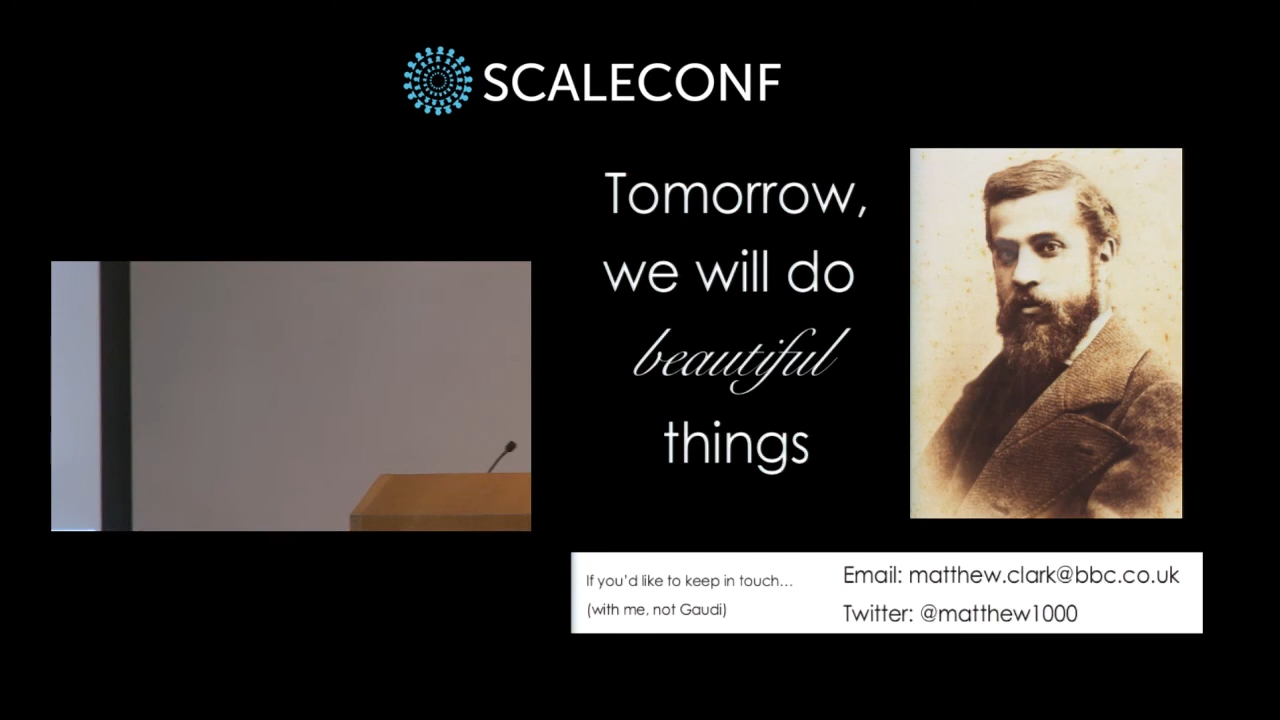 SCALECONF
Tomorrow,
we will do
beautiful
things
If you'd like to keep in touch...
(with me, not Gaudi)
Email: matthew.clark@bbc.co.uk
Twitter: @matthew1000